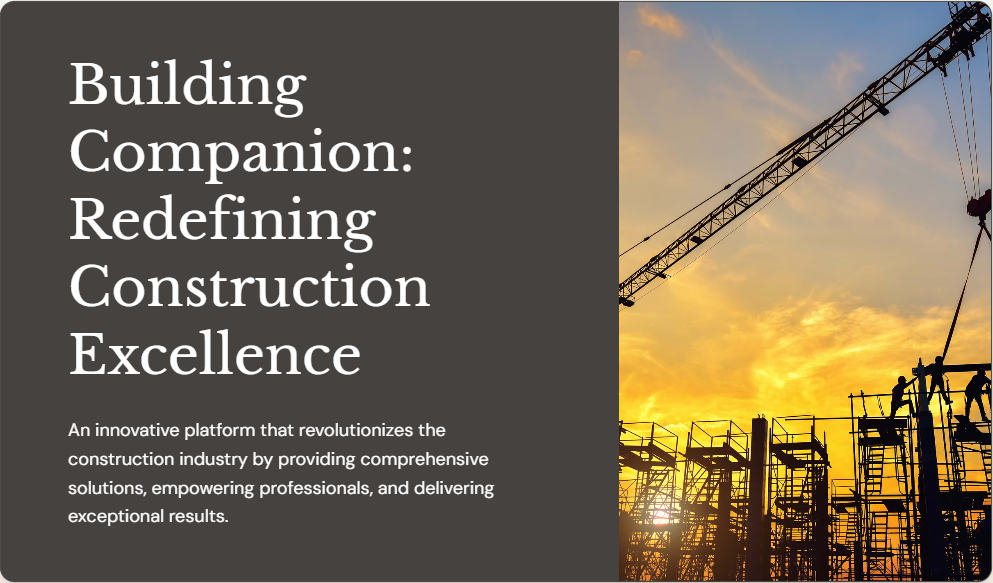 Building
Companion:
Redefining
Construction
Excellence
An innovative platform that revolutionizes the
construction industry by providing comprehensive
solutions, empowering professionals, and delivering
exceptional results.